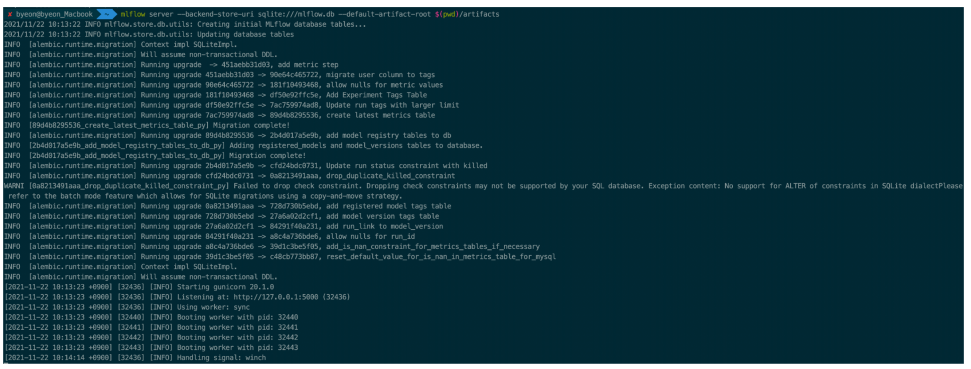 ✗ byeon@byeon_Macbook ~ mlflow server --backend-store-uri sqlite:///mlflow.db --default-artifact-root $(pwd)/artifacts
2021/11/22 10:13:22 INFO mlflow.store.db.utils: Creating initial MLflow database tables...
2021/11/22 10:13:22 INFO mlflow.store.db.utils: Updating database tables
INFO  [alembic.runtime.migration] Context impl SQLiteImpl.
INFO  [alembic.runtime.migration] Will assume non-transactional DDL.
INFO  [alembic.runtime.migration] Running upgrade  -> 451aebb31d03, add metric step
INFO  [alembic.runtime.migration] Running upgrade 451aebb31d03 -> 90e64c465722, migrate user column to tags
INFO  [alembic.runtime.migration] Running upgrade 90e64c465722 -> 181f10493468, allow nulls for metric values
INFO  [alembic.runtime.migration] Running upgrade 181f10493468 -> df50e92ffc5e, Add Experiment Tags Table
INFO  [alembic.runtime.migration] Running upgrade df50e92ffc5e -> 7ac759974ad8, Update run tags with larger limit
INFO  [alembic.runtime.migration] Running upgrade 7ac759974ad8 -> 89d4b8295536, create latest metrics table
INFO  [89d4b8295536_create_latest_metrics_table_py] Migration complete!
INFO  [alembic.runtime.migration] Running upgrade 89d4b8295536 -> 2b4d017a5e9b, add model registry tables to db
INFO  [2b4d017a5e9b_add_model_registry_tables_to_db_py] Adding registered_models and model_versions tables to database.
INFO  [2b4d017a5e9b_add_model_registry_tables_to_db_py] Migration complete!
INFO  [alembic.runtime.migration] Running upgrade 2b4d017a5e9b -> cfd24bdc0731, Update run status constraint with killed
INFO  [alembic.runtime.migration] Running upgrade cfd24bdc0731 -> 0a8213491aaa, drop_duplicate_killed_constraint
WARNI [0a8213491aaa_drop_duplicate_killed_constraint_py] Failed to drop check constraint. Dropping check constraints may not be supported by your SQL database. Exception content: No support for ALTER of constraints in SQLite dialectPlease
refer to the batch mode feature which allows for SQLite migrations using a copy-and-move strategy.
INFO  [alembic.runtime.migration] Running upgrade 0a8213491aaa -> 728d730b5ebd, add registered model tags table
INFO  [alembic.runtime.migration] Running upgrade 728d730b5ebd -> 27a6a02d2cf1, add model version tags table
INFO  [alembic.runtime.migration] Running upgrade 27a6a02d2cf1 -> 84291f40a231, add run_link to model_version
INFO  [alembic.runtime.migration] Running upgrade 84291f40a231 -> a8c4a736bde6, allow nulls for run_id
INFO  [alembic.runtime.migration] Running upgrade a8c4a736bde6 -> 39d1c3be5f05, add_is_nan_constraint_for_metrics_tables_if_necessary
INFO  [alembic.runtime.migration] Running upgrade 39d1c3be5f05 -> c48cb773bb87, reset_default_value_for_is_nan_in_metrics_table_for_mysql
INFO  [alembic.runtime.migration] Context impl SQLiteImpl.
INFO  [alembic.runtime.migration] Will assume non-transactional DDL.
[2021-11-22 10:13:23 +0900] [32436] [INFO] Starting gunicorn 20.1.0
[2021-11-22 10:13:23 +0900] [32436] [INFO] Listening at: http://127.0.0.1:5000 (32436)
[2021-11-22 10:13:23 +0900] [32436] [INFO] Using worker: sync
[2021-11-22 10:13:23 +0900] [32440] [INFO] Booting worker with pid: 32440
[2021-11-22 10:13:23 +0900] [32441] [INFO] Booting worker with pid: 32441
[2021-11-22 10:13:23 +0900] [32442] [INFO] Booting worker with pid: 32442
[2021-11-22 10:13:23 +0900] [32443] [INFO] Booting worker with pid: 32443
[2021-11-22 10:14:14 +0900] [32436] [INFO] Handling signal: winch